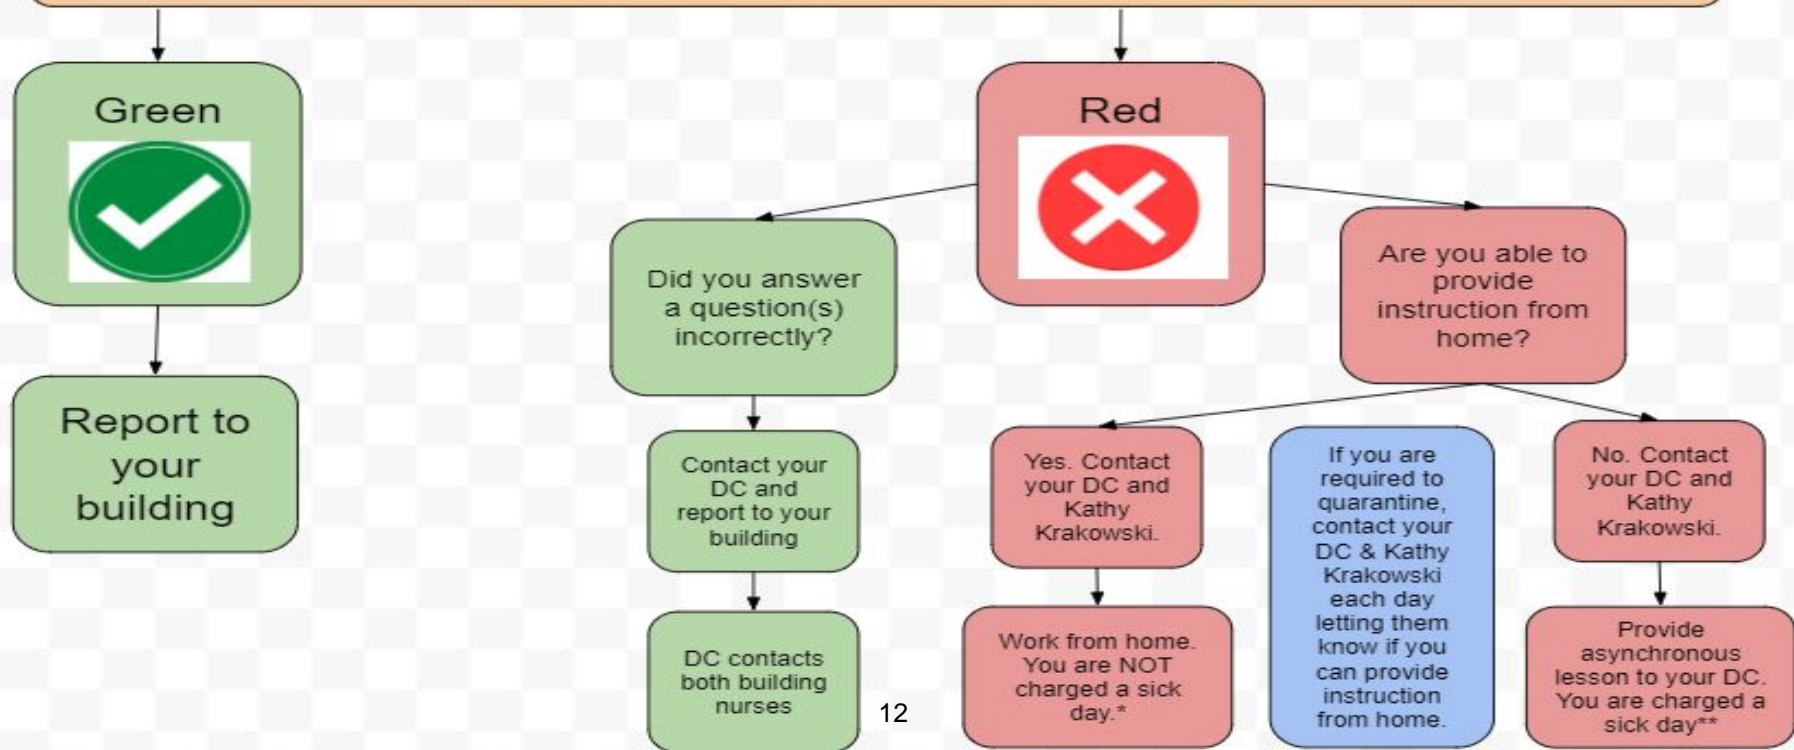 Green
Report to
your
building
Red
Did you answer
a question(s)
incorrectly?
Contact your
DC and
report to your
building
DC contacts
both building
nurses
Are you able to
provide
instruction from
home?
Yes. Contact
your DC and
Kathy
Krakowski.
Work from home.
You are NOT
charged a sick
day.*
If you are
required to
quarantine,
contact your
DC & Kathy
Krakowski
each day
letting them
know if you
can provide
instruction
from home.
No. Contact
your DC and
Kathy
Krakowski.
Provide
asynchronous
lesson to your DC.
You are charged a
sick day**
12